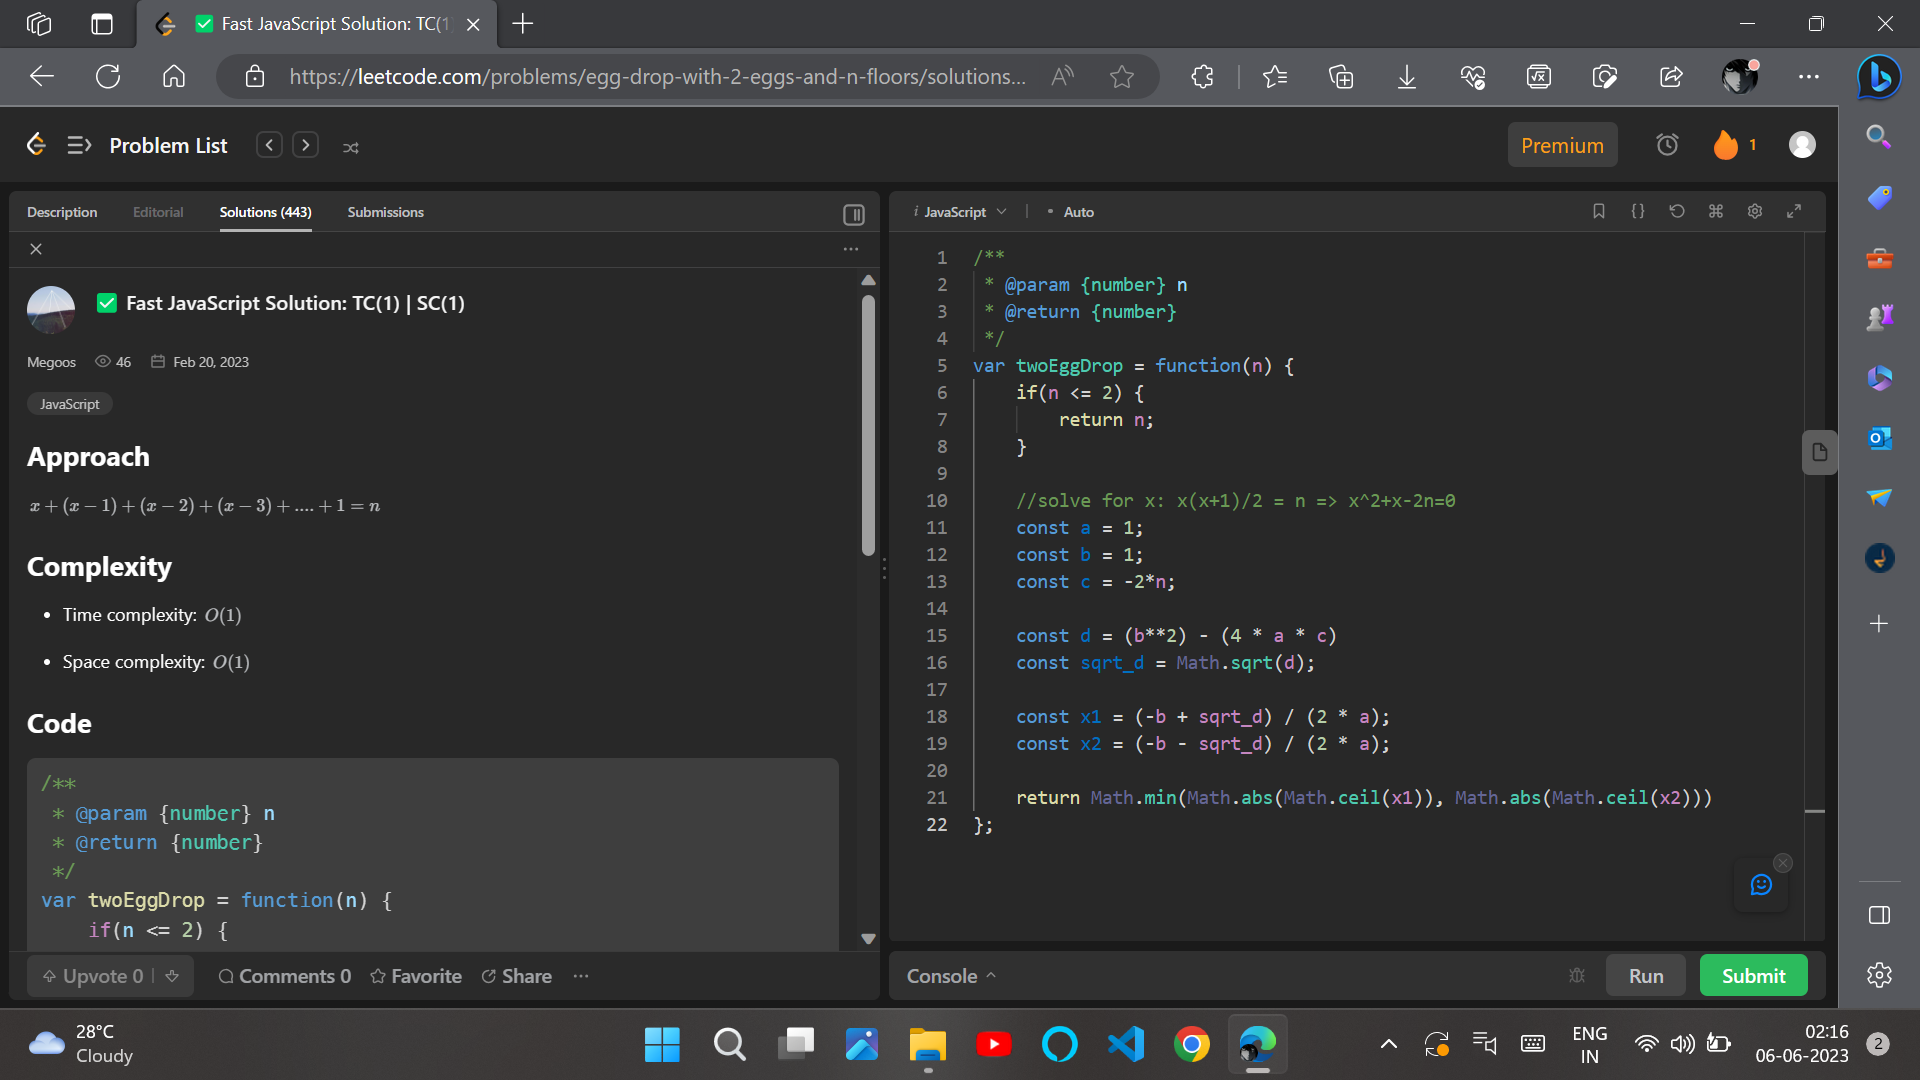 Fast JavaScript Solution: TC(1)
https://leetcode.com/problems/egg-drop-with-2-eggs-and-n-floors/solutions...
Problem List
Premium
1
Description Editorial Solutions (443) Submissions
Fast JavaScript Solution: TC(1) | SC(1)
Megoos 46 Feb 20, 2023
JavaScript
Approach
x + (x − 1) + (x − 2) + (x − 3) + .... + 1 = n
Complexity
• Time complexity: O(1)
• Space complexity: O(1)
Code
/**
 * @param {number} n
 * @return {number}
 */
var twoEggDrop = function(n) {
    if(n <= 2) {
Upvote 0 Comments 0 Favorite Share ...
i JavaScript • Auto
1 /**
2  * @param {number} n
3  * @return {number}
4  */
5 var twoEggDrop = function(n) {
6     if(n <= 2) {
7         return n;
8     }
9
10     //solve for x: x(x+1)/2 = n => x^2+x-2n=0
11     const a = 1;
12     const b = 1;
13     const c = -2*n;
14
15     const d = (b**2) - (4 * a * c)
16     const sqrt_d = Math.sqrt(d);
17
18     const x1 = (-b + sqrt_d) / (2 * a);
19     const x2 = (-b - sqrt_d) / (2 * a);
20
21     return Math.min(Math.abs(Math.ceil(x1)), Math.abs(Math.ceil(x2)))
22 };
Console Run Submit
28°C
Cloudy
ENG
IN
02:16
06-06-2023
2